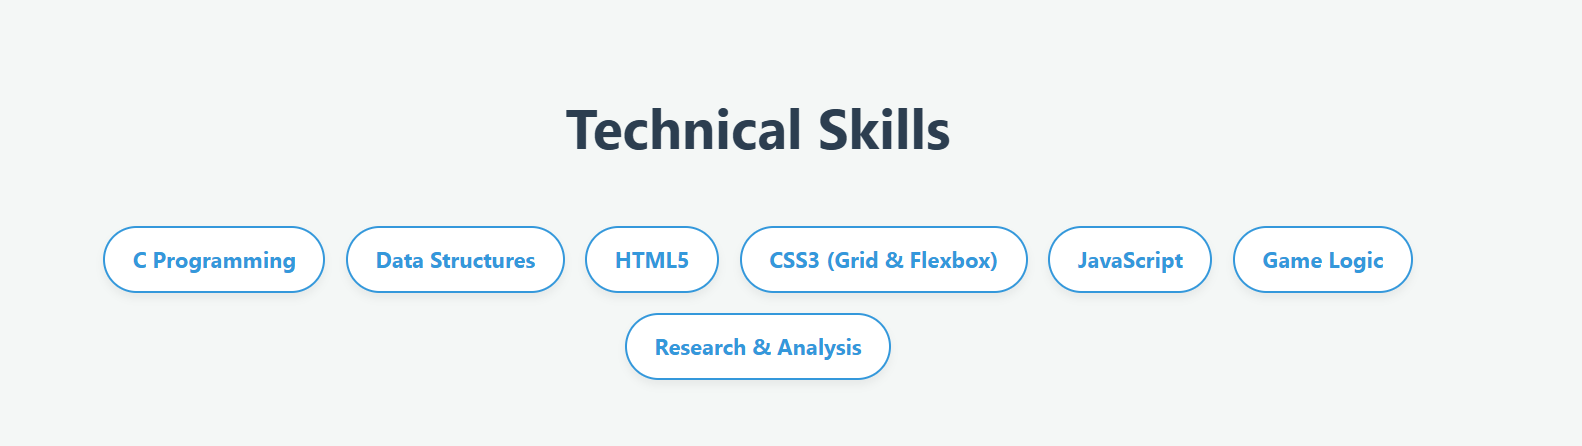 Technical Skills
C Programming
Data Structures
HTML5
CSS3 (Grid & Flexbox)
JavaScript
Game Logic
Research & Analysis